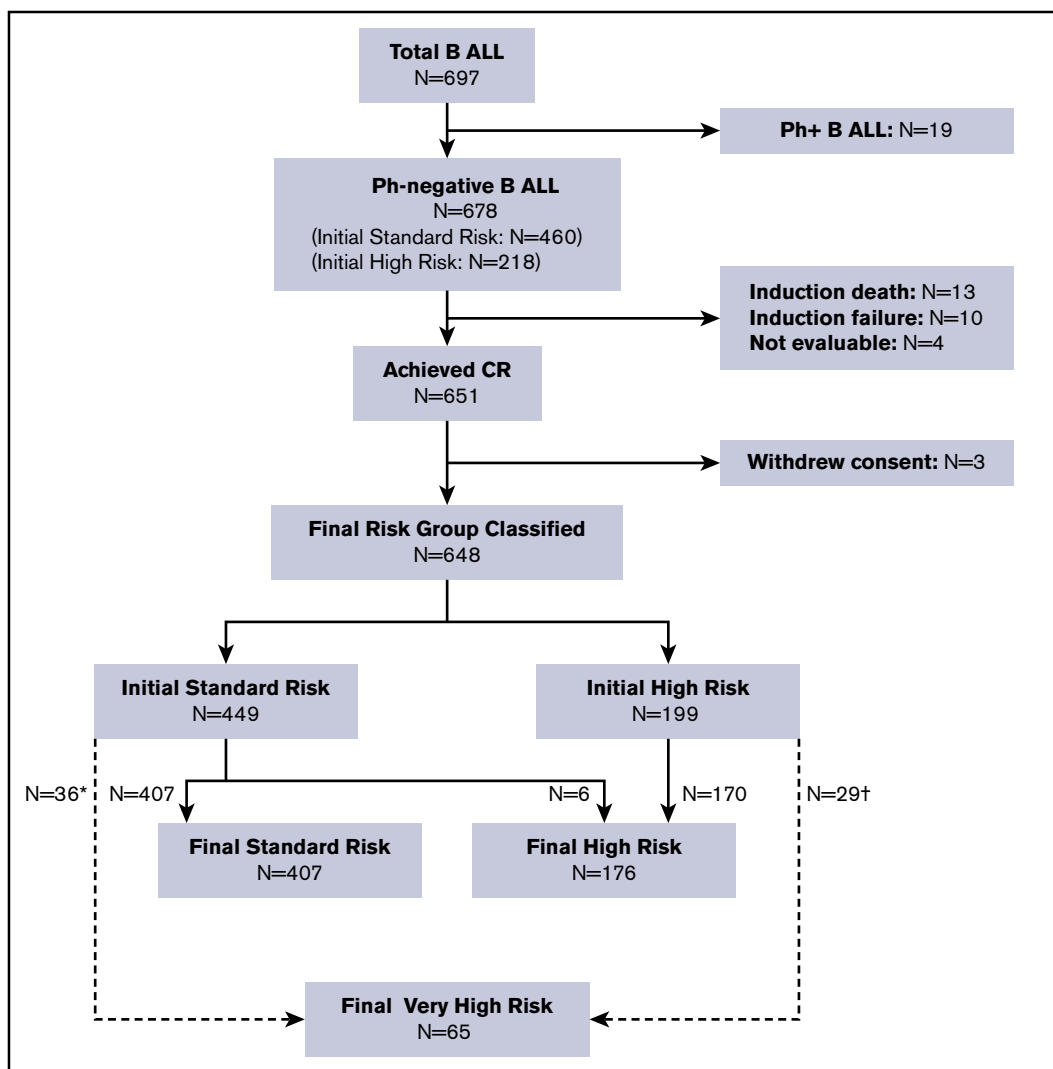 Total B ALL
N=697
Ph+ B ALL: N=19
Ph-negative B ALL
N=678
(Initial Standard Risk: N=460)
(Initial High Risk: N=218)
Induction death: N=13
Induction failure: N=10
Not evaluable: N=4
Achieved CR
N=651
Withdrew consent: N=3
Final Risk Group Classified
N=648
Initial Standard Risk
N=449
Initial High Risk
N=199
N=36*
N=407
N=6
N=170
N=29†
Final Standard Risk
N=407
Final High Risk
N=176
Final Very High Risk
N=65